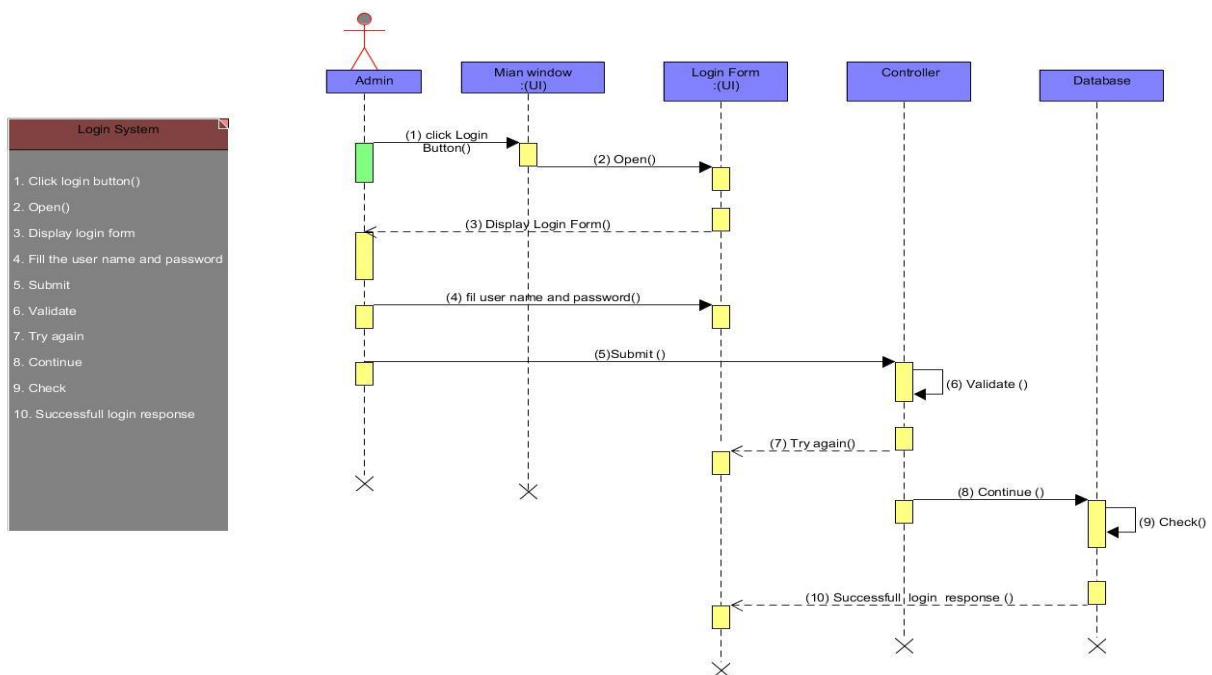 Login System
1. Click login button()
2. Open()
3. Display login form
4. Fill the user name and password
5. Submit
6. Validate
7. Try again
8. Continue
9. Check
10. Successfull login response
Admin
Mian window
:(UI)
Login Form
:(UI)
Controller
Database
(1) click Login
Button()
(2) Open()
(3) Display Login Form()
(4) fil user name and password()
(5)Submit ()
(6) Validate ()
(7) Try again()
(8) Continue ()
(9) Check()
(10) Successfull login response ()